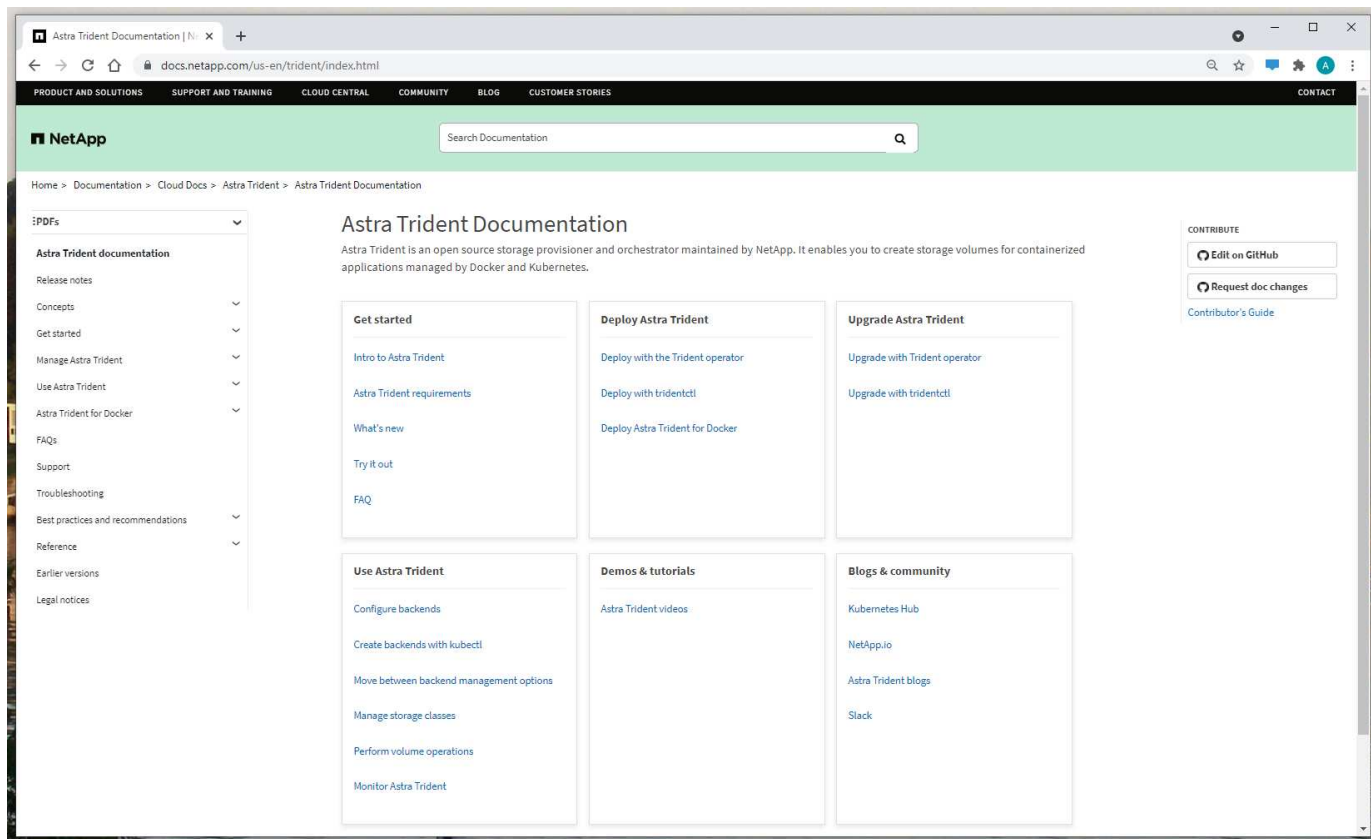 Astra Trident Documentation | Ne
docs.netapp.com/us-en/trident/index.html
A
PRODUCT AND SOLUTIONS SUPPORT AND TRAINING CLOUD CENTRAL COMMUNITY BLOG CUSTOMER STORIES CONTACT
NetApp
Search Documentation
Home > Documentation > Cloud Docs > Astra Trident > Astra Trident Documentation
PDFs
Astra Trident documentation
Release notes
Concepts
Get started
Manage Astra Trident
Use Astra Trident
Astra Trident for Docker
FAQs
Support
Troubleshooting
Best practices and recommendations
Reference
Earlier versions
Legal notices
Astra Trident Documentation
Astra Trident is an open source storage provisioner and orchestrator maintained by NetApp. It enables you to create storage volumes for containerized
applications managed by Docker and Kubernetes.
Get started
Intro to Astra Trident
Astra Trident requirements
What's new
Try it out
FAQ
Deploy Astra Trident
Deploy with the Trident operator
Deploy with tridentctl
Deploy Astra Trident for Docker
Upgrade Astra Trident
Upgrade with Trident operator
Upgrade with tridentctl
Use Astra Trident
Configure backends
Create backends with kubectl
Move between backend management options
Manage storage classes
Perform volume operations
Monitor Astra Trident
Demos & tutorials
Astra Trident videos
Blogs & community
Kubernetes Hub
NetApp.io
Astra Trident blogs
Slack
CONTRIBUTE
Edit on GitHub
Request doc changes
Contributor's Guide